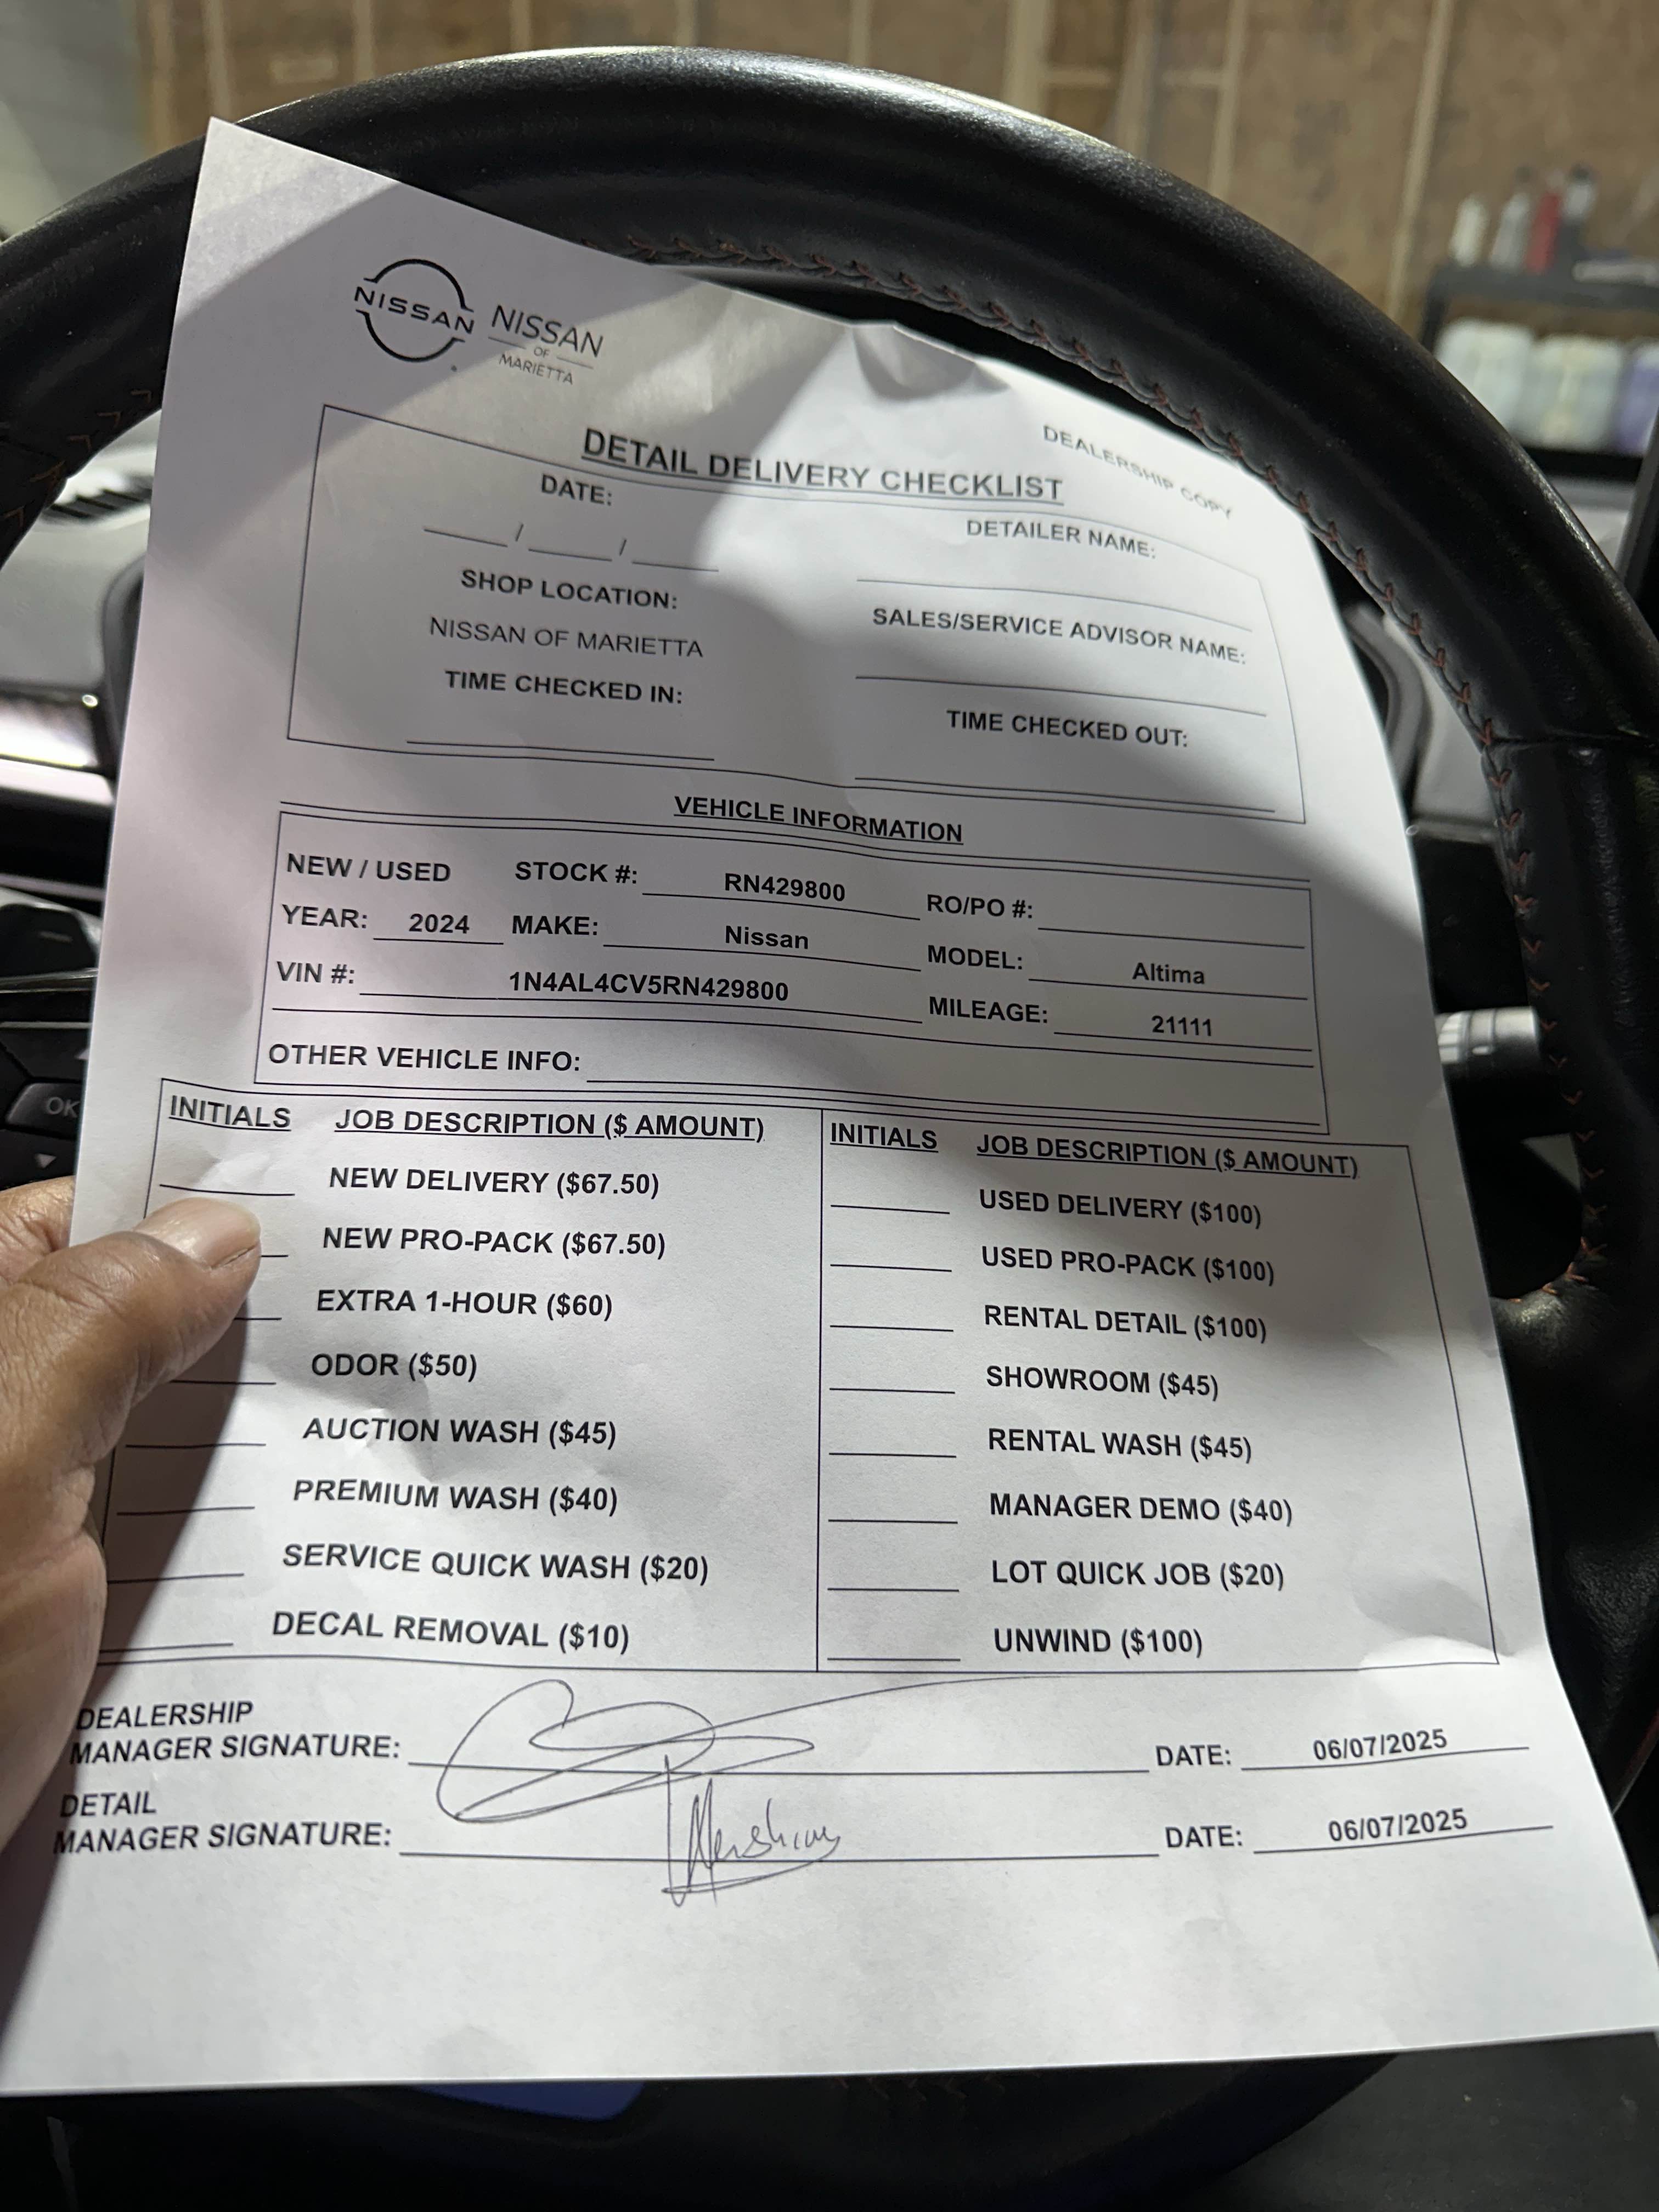 NISSAN
NISSAN
OF
MARIETTA
DEALERSHIP COPY
DETAIL DELIVERY CHECKLIST
DATE:
DETAILER NAME:
/ /
SHOP LOCATION:
SALES/SERVICE ADVISOR NAME:
NISSAN OF MARIETTA
TIME CHECKED IN:
TIME CHECKED OUT:
VEHICLE INFORMATION
NEW / USED STOCK #: RN429800 RO/PO #:
YEAR: 2024 MAKE: Nissan MODEL: Altima
VIN #: 1N4AL4CV5RN429800 MILEAGE: 21111
OTHER VEHICLE INFO:
INITIALS JOB DESCRIPTION ($ AMOUNT) INITIALS JOB DESCRIPTION ($ AMOUNT)
NEW DELIVERY ($67.50) USED DELIVERY ($100)
NEW PRO-PACK ($67.50) USED PRO-PACK ($100)
EXTRA 1-HOUR ($60) RENTAL DETAIL ($100)
ODOR ($50) SHOWROOM ($45)
AUCTION WASH ($45) RENTAL WASH ($45)
PREMIUM WASH ($40) MANAGER DEMO ($40)
SERVICE QUICK WASH ($20) LOT QUICK JOB ($20)
DECAL REMOVAL ($10) UNWIND ($100)
DEALERSHIP
MANAGER SIGNATURE: DATE: 06/07/2025
DETAIL
MANAGER SIGNATURE: DATE: 06/07/2025
OK